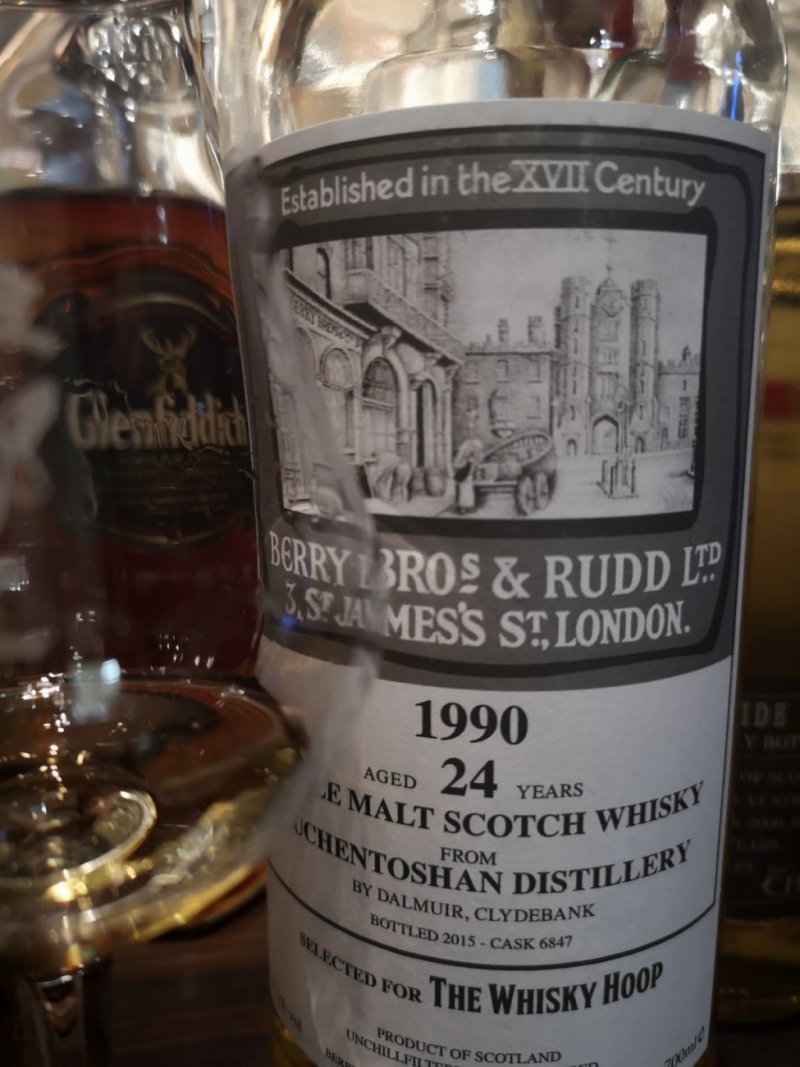 Established in the XVII Century
Glenfiddich
BERRY BROS & RUDD LTD
3, ST JAMES'S ST., LONDON.
1990
AGED 24 YEARS
MALT SCOTCH WHISKY
FROM
UCHENTOSHAN DISTILLERY
BY DALMUIR, CLYDEBANK
BOTTLED 2015 - CASK 6847
SELECTED FOR THE WHISKY HOOP
PRODUCT OF SCOTLAND
700ml e